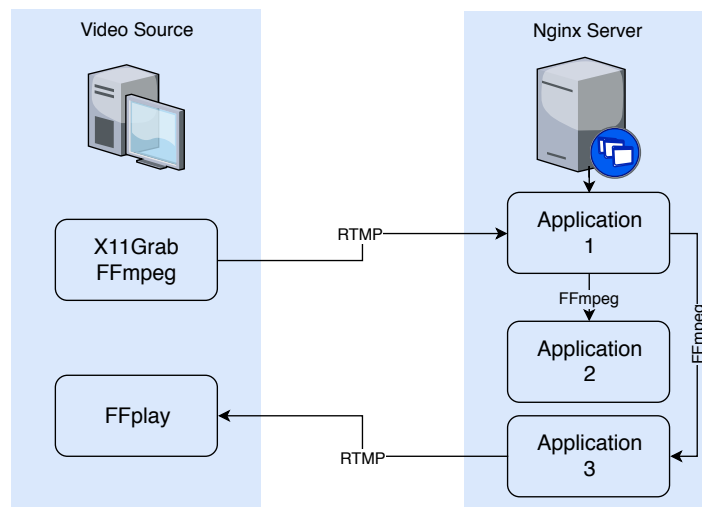 Video Source
Nginx Server
X11Grab
FFmpeg
RTMP
Application
1
FFmpeg
FFmpeg
Application
2
FFplay
RTMP
Application
3